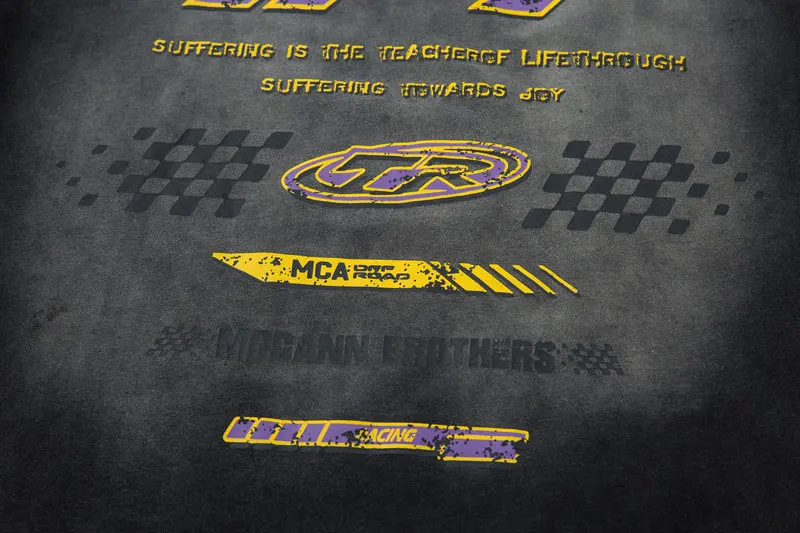 SUFFERING IS THE TEACHEROF LIFETHROUGH
SUFFERING TOWARDS JOY
TR
MCA OFF ROAD
MCCANN BROTHERS
RACING